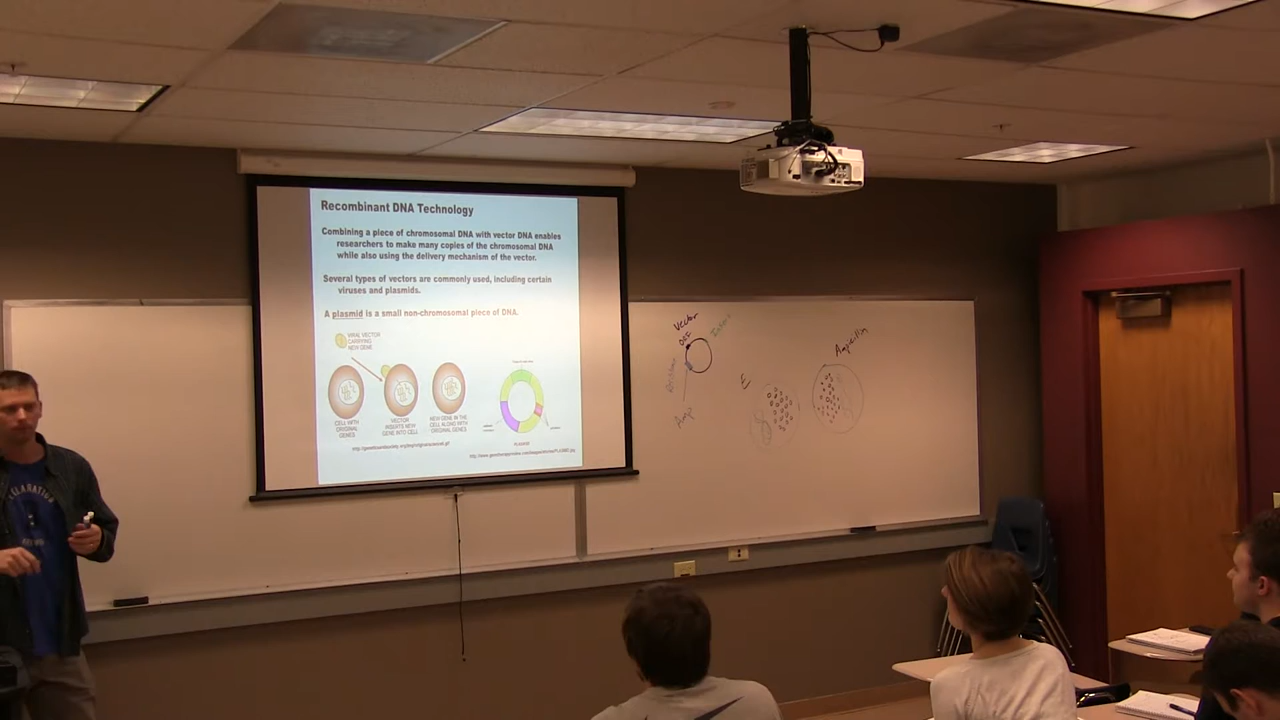 Recombinant DNA Technology
Combining a piece of chromosomal DNA with vector DNA enables
researchers to make many copies of the chromosomal DNA
while also using the delivery mechanism of the vector.
Several types of vectors are commonly used, including certain
viruses and plasmids.
A plasmid is a small non-chromosomal piece of DNA.
VIRAL VECTOR
CARRYING
NEW GENE
CELL WITH
ORIGINAL
GENES
VECTOR
INSERTS NEW
GENE INTO CELL
NEW GENE IN THE
CELL ALONG WITH
ORIGINAL GENES
PLASMID
Vector
ORI
Amp
E
Ampicillin